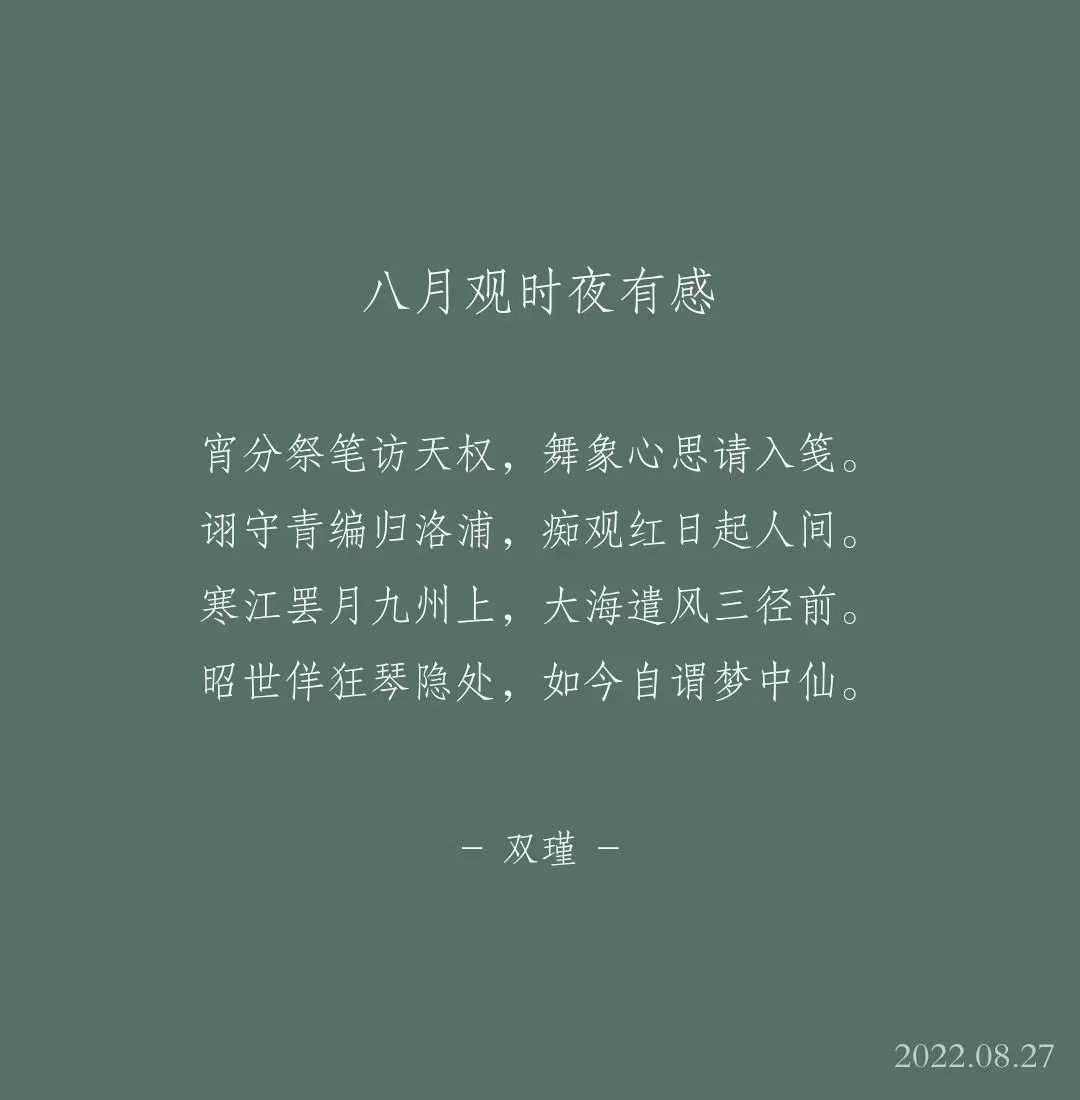 八月观时夜有感
宵分祭笔访天权，舞象心思请入笺。
诩守青编归洛浦，痴观红日起人间。
寒江罢月九州上，大海遣风三径前。
昭世佯狂琴隐处，如今自谓梦中仙。
– 双瑾 –
2022.08.27